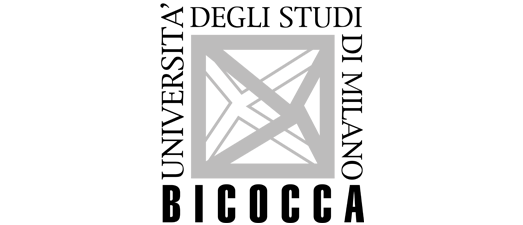 UNIVERSITA'
DEGLI STUDI
DI MILANO
BICOCCA